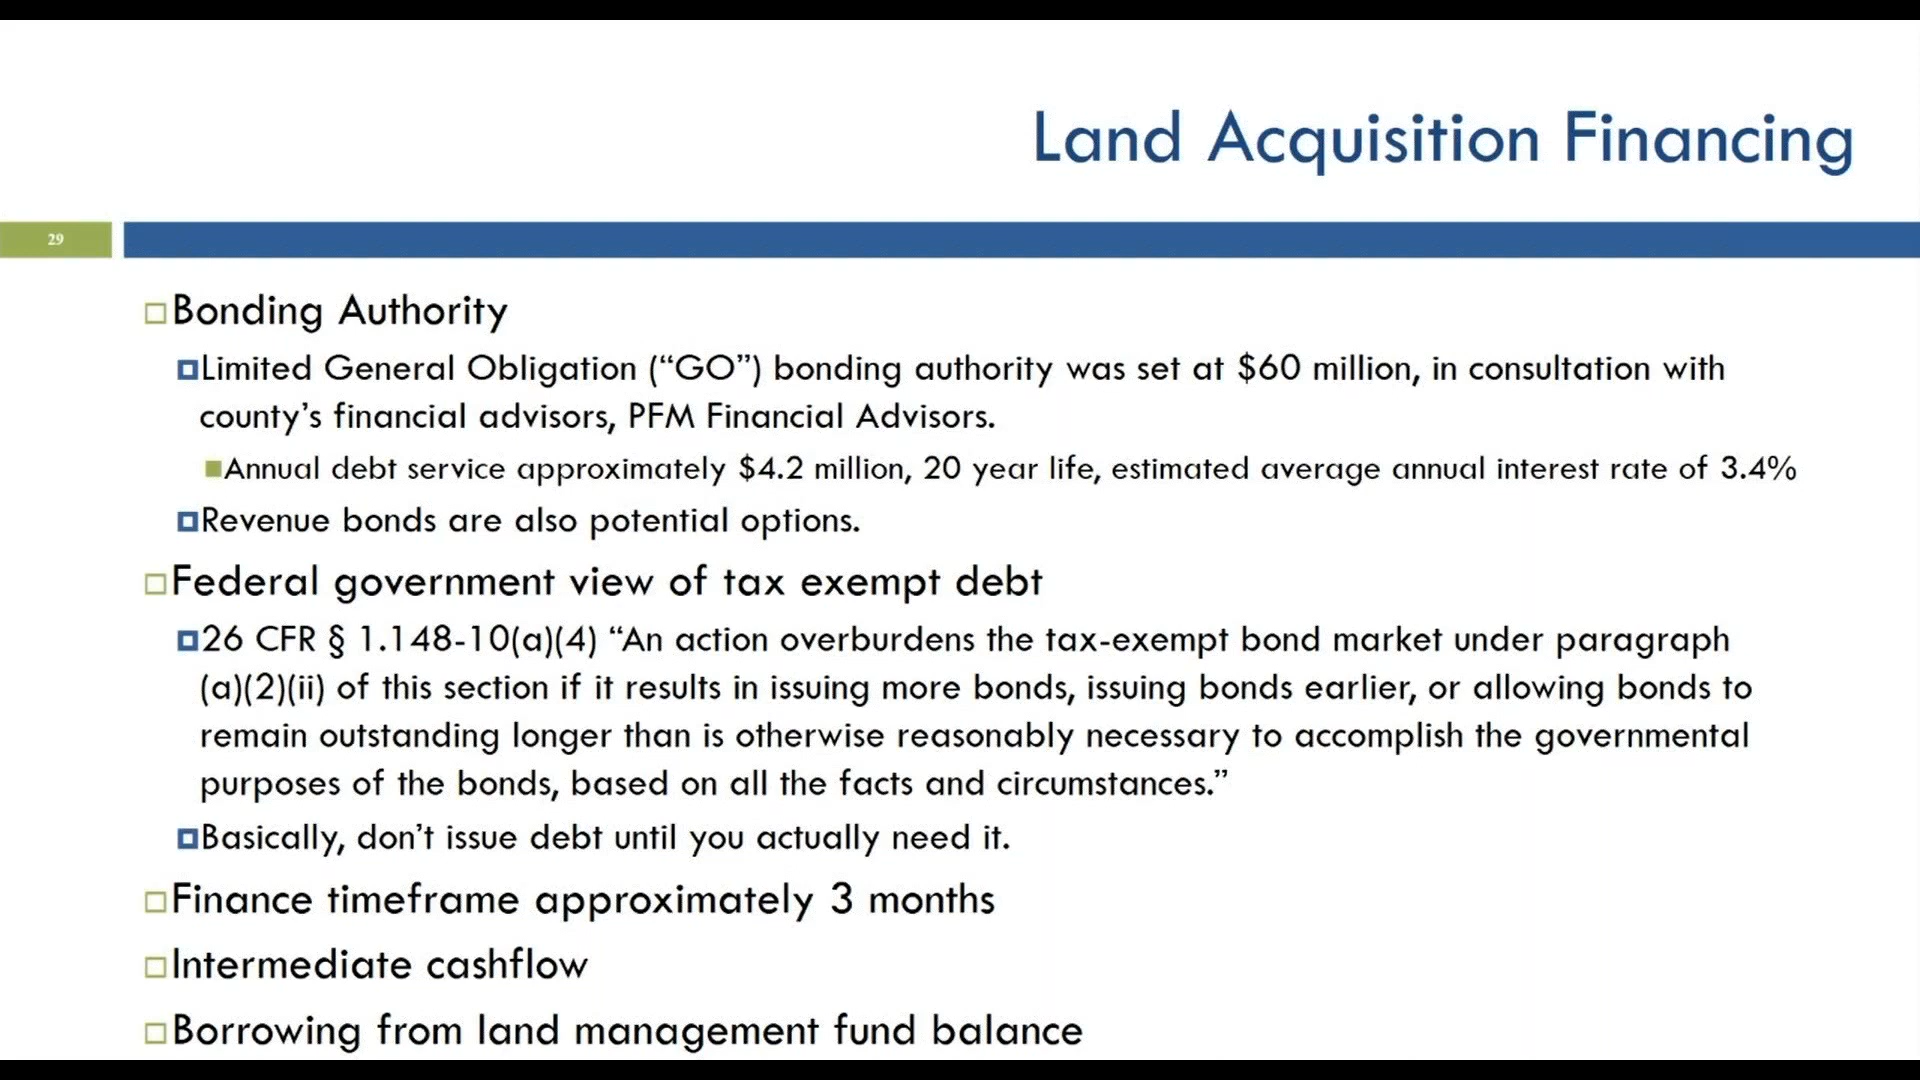 Land Acquisition Financing
29
Bonding Authority
Limited General Obligation (“GO”) bonding authority was set at $60 million, in consultation with
county’s financial advisors, PFM Financial Advisors.
Annual debt service approximately $4.2 million, 20 year life, estimated average annual interest rate of 3.4%
Revenue bonds are also potential options.
Federal government view of tax exempt debt
26 CFR § 1.148-10(a)(4) “An action overburdens the tax-exempt bond market under paragraph
(a)(2)(ii) of this section if it results in issuing more bonds, issuing bonds earlier, or allowing bonds to
remain outstanding longer than is otherwise reasonably necessary to accomplish the governmental
purposes of the bonds, based on all the facts and circumstances.”
Basically, don’t issue debt until you actually need it.
Finance timeframe approximately 3 months
Intermediate cashflow
Borrowing from land management fund balance